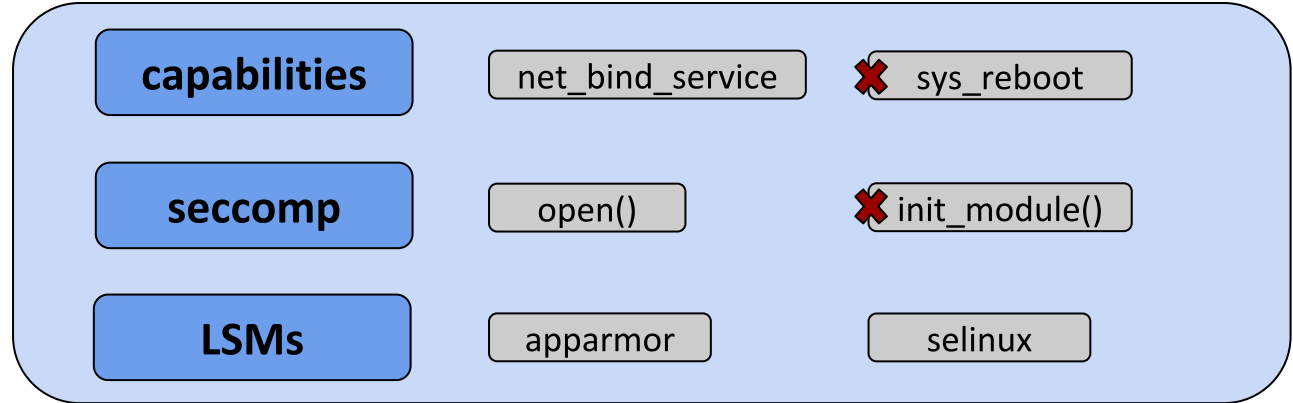 capabilities net_bind_service sys_reboot
seccomp open() init_module()
LSMs apparmor selinux